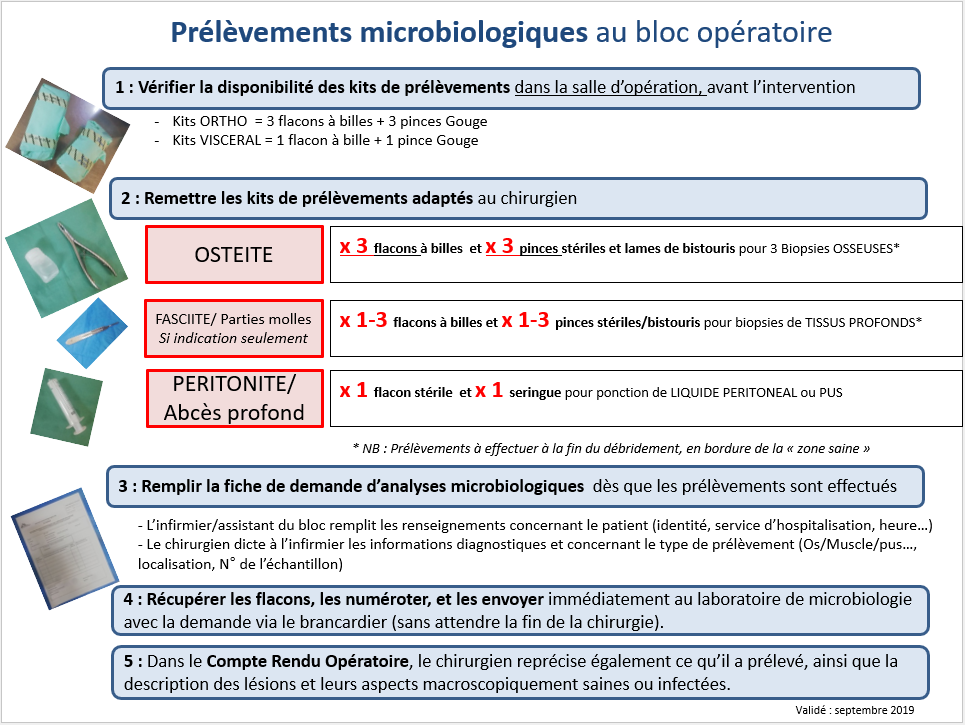 Prélèvements microbiologiques au bloc opératoire
1 : Vérifier la disponibilité des kits de prélèvements dans la salle d’opération, avant l’intervention
- Kits ORTHO = 3 flacons à billes + 3 pinces Gouge
- Kits VISCERAL = 1 flacon à bille + 1 pince Gouge
2 : Remettre les kits de prélèvements adaptés au chirurgien
OSTEITE
x 3 flacons à billes et x 3 pinces stériles et lames de bistouris pour 3 Biopsies OSSEUSES*
FASCIITE/ Parties molles
Si indication seulement
x 1-3 flacons à billes et x 1-3 pinces stériles/bistouris pour biopsies de TISSUS PROFONDS*
PERITONITE/
Abcès profond
x 1 flacon stérile et x 1 seringue pour ponction de LIQUIDE PERITONEAL ou PUS
* NB : Prélèvements à effectuer à la fin du débridement, en bordure de la « zone saine »
3 : Remplir la fiche de demande d’analyses microbiologiques dès que les prélèvements sont effectués
- L’infirmier/assistant du bloc remplit les renseignements concernant le patient (identité, service d’hospitalisation, heure…)
- Le chirurgien dicte à l’infirmier les informations diagnostiques et concernant le type de prélèvement (Os/Muscle/pus…,
localisation, N° de l’échantillon)
4 : Récupérer les flacons, les numéroter, et les envoyer immédiatement au laboratoire de microbiologie
avec la demande via le brancardier (sans attendre la fin de la chirurgie).
5 : Dans le Compte Rendu Opératoire, le chirurgien reprécise également ce qu’il a prélevé, ainsi que la
description des lésions et leurs aspects macroscopiquement saines ou infectées.
Validé : septembre 2019